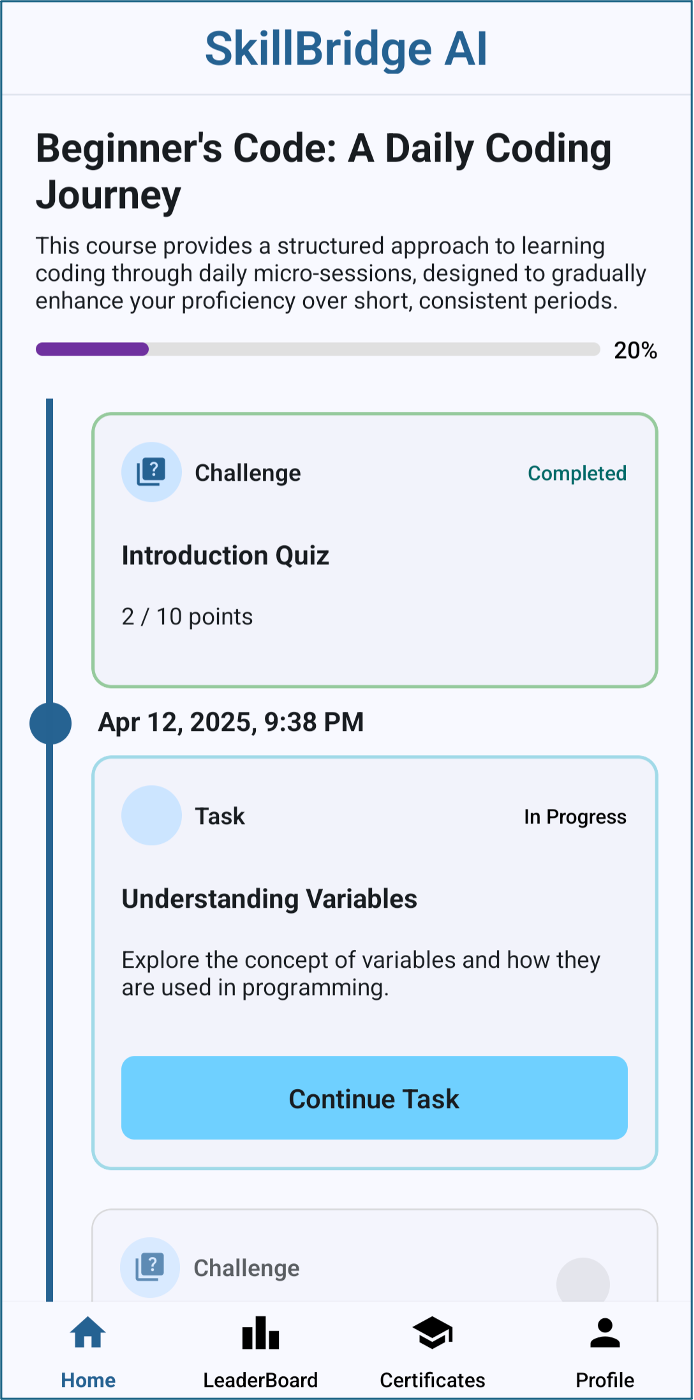 SkillBridge AI
Beginner's Code: A Daily Coding
Journey
This course provides a structured approach to learning
coding through daily micro-sessions, designed to gradually
enhance your proficiency over short, consistent periods.
20%
Challenge
Completed
Introduction Quiz
2 / 10 points
Apr 12, 2025, 9:38 PM
Task
In Progress
Understanding Variables
Explore the concept of variables and how they
are used in programming.
Continue Task
Challenge
Home
LeaderBoard
Certificates
Profile